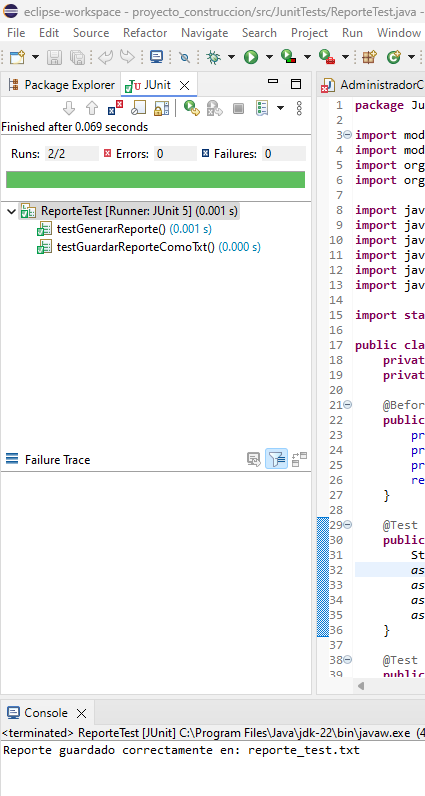 eclipse-workspace - proyecto_construccion/src/JunitTests/ReporteTest.java -
File Edit Source Refactor Navigate Search Project Run
Package Explorer JUnit
Finished after 0.069 seconds
Runs: 2/2 Errors: 0 Failures: 0
ReporteTest [Runner: JUnit 5] (0.001 s)
testGenerarReporte() (0.001 s)
testGuardarReporteComoTxt() (0.000 s)
Failure Trace
AdministradorC
1 package Ju
2
3 import mod
4 import mod
5 import org
6 import org
7
8 import jav
9 import jav
10 import jav
11 import jav
12 import jav
13 import jav
14
15 import sta
16
17 public cla
18 privat
19 privat
20
21 @Befor
22 public
23 pr
24 pr
25 pr
26 re
27 }
28
29 @Test
30 public
31 St
32 as
33 as
34 as
35 as
36 }
37
38 @Test
39 public
Console
<terminated> ReporteTest [JUnit] C:\Program Files\Java\jdk-22\bin\javaw.exe (4
Reporte guardado correctamente en: reporte_test.txt